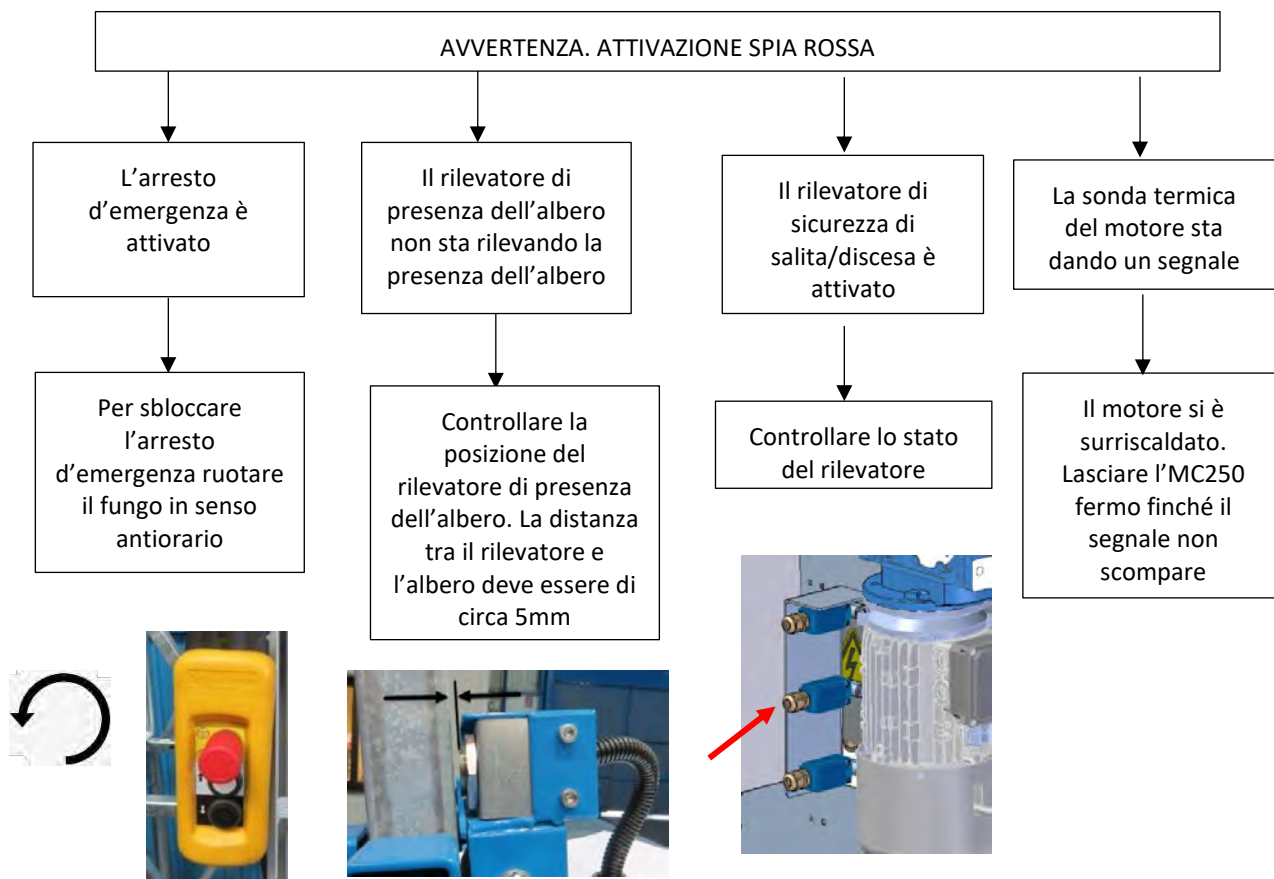 AVVERTENZA. ATTIVAZIONE SPIA ROSSA
L’arresto
d’emergenza è
attivato
Il rilevatore di
presenza dell’albero
non sta rilevando la
presenza dell’albero
Il rilevatore di
sicurezza di
salita/discesa è
attivato
La sonda termica
del motore sta
dando un segnale
Per sbloccare
l’arresto
d’emergenza ruotare
il fungo in senso
antiorario
Controllare la
posizione del
rilevatore di presenza
dell’albero. La distanza
tra il rilevatore e
l’albero deve essere di
circa 5mm
Controllare lo stato
del rilevatore
Il motore si è
surriscaldato.
Lasciare l’MC250
fermo finché il
segnale non
scompare